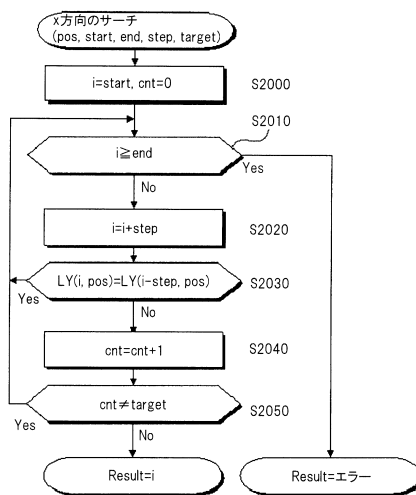 x方向のサーチ
(pos, start, end, step, target)
i=start, cnt=0
S2000
S2010
i≧end
Yes
No
i=i+step
S2020
LY(i, pos)=LY(i-step, pos)
S2030
Yes
No
cnt=cnt+1
S2040
cnt≠target
S2050
Yes
No
Result=i
Result=エラー